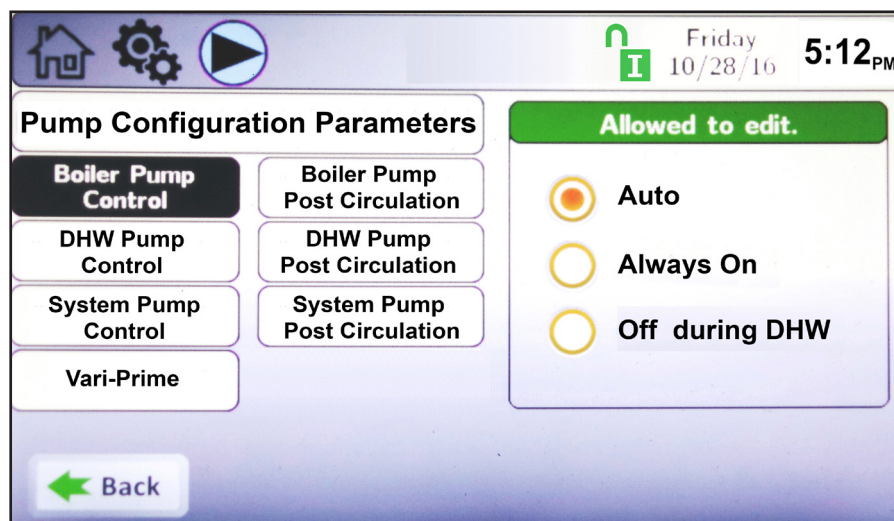 Friday
10/28/16
5:12 PM
I
Pump Configuration Parameters
Allowed to edit.
Boiler Pump
Control
Boiler Pump
Post Circulation
DHW Pump
Control
DHW Pump
Post Circulation
System Pump
Control
System Pump
Post Circulation
Vari-Prime
Auto
Always On
Off during DHW
Back